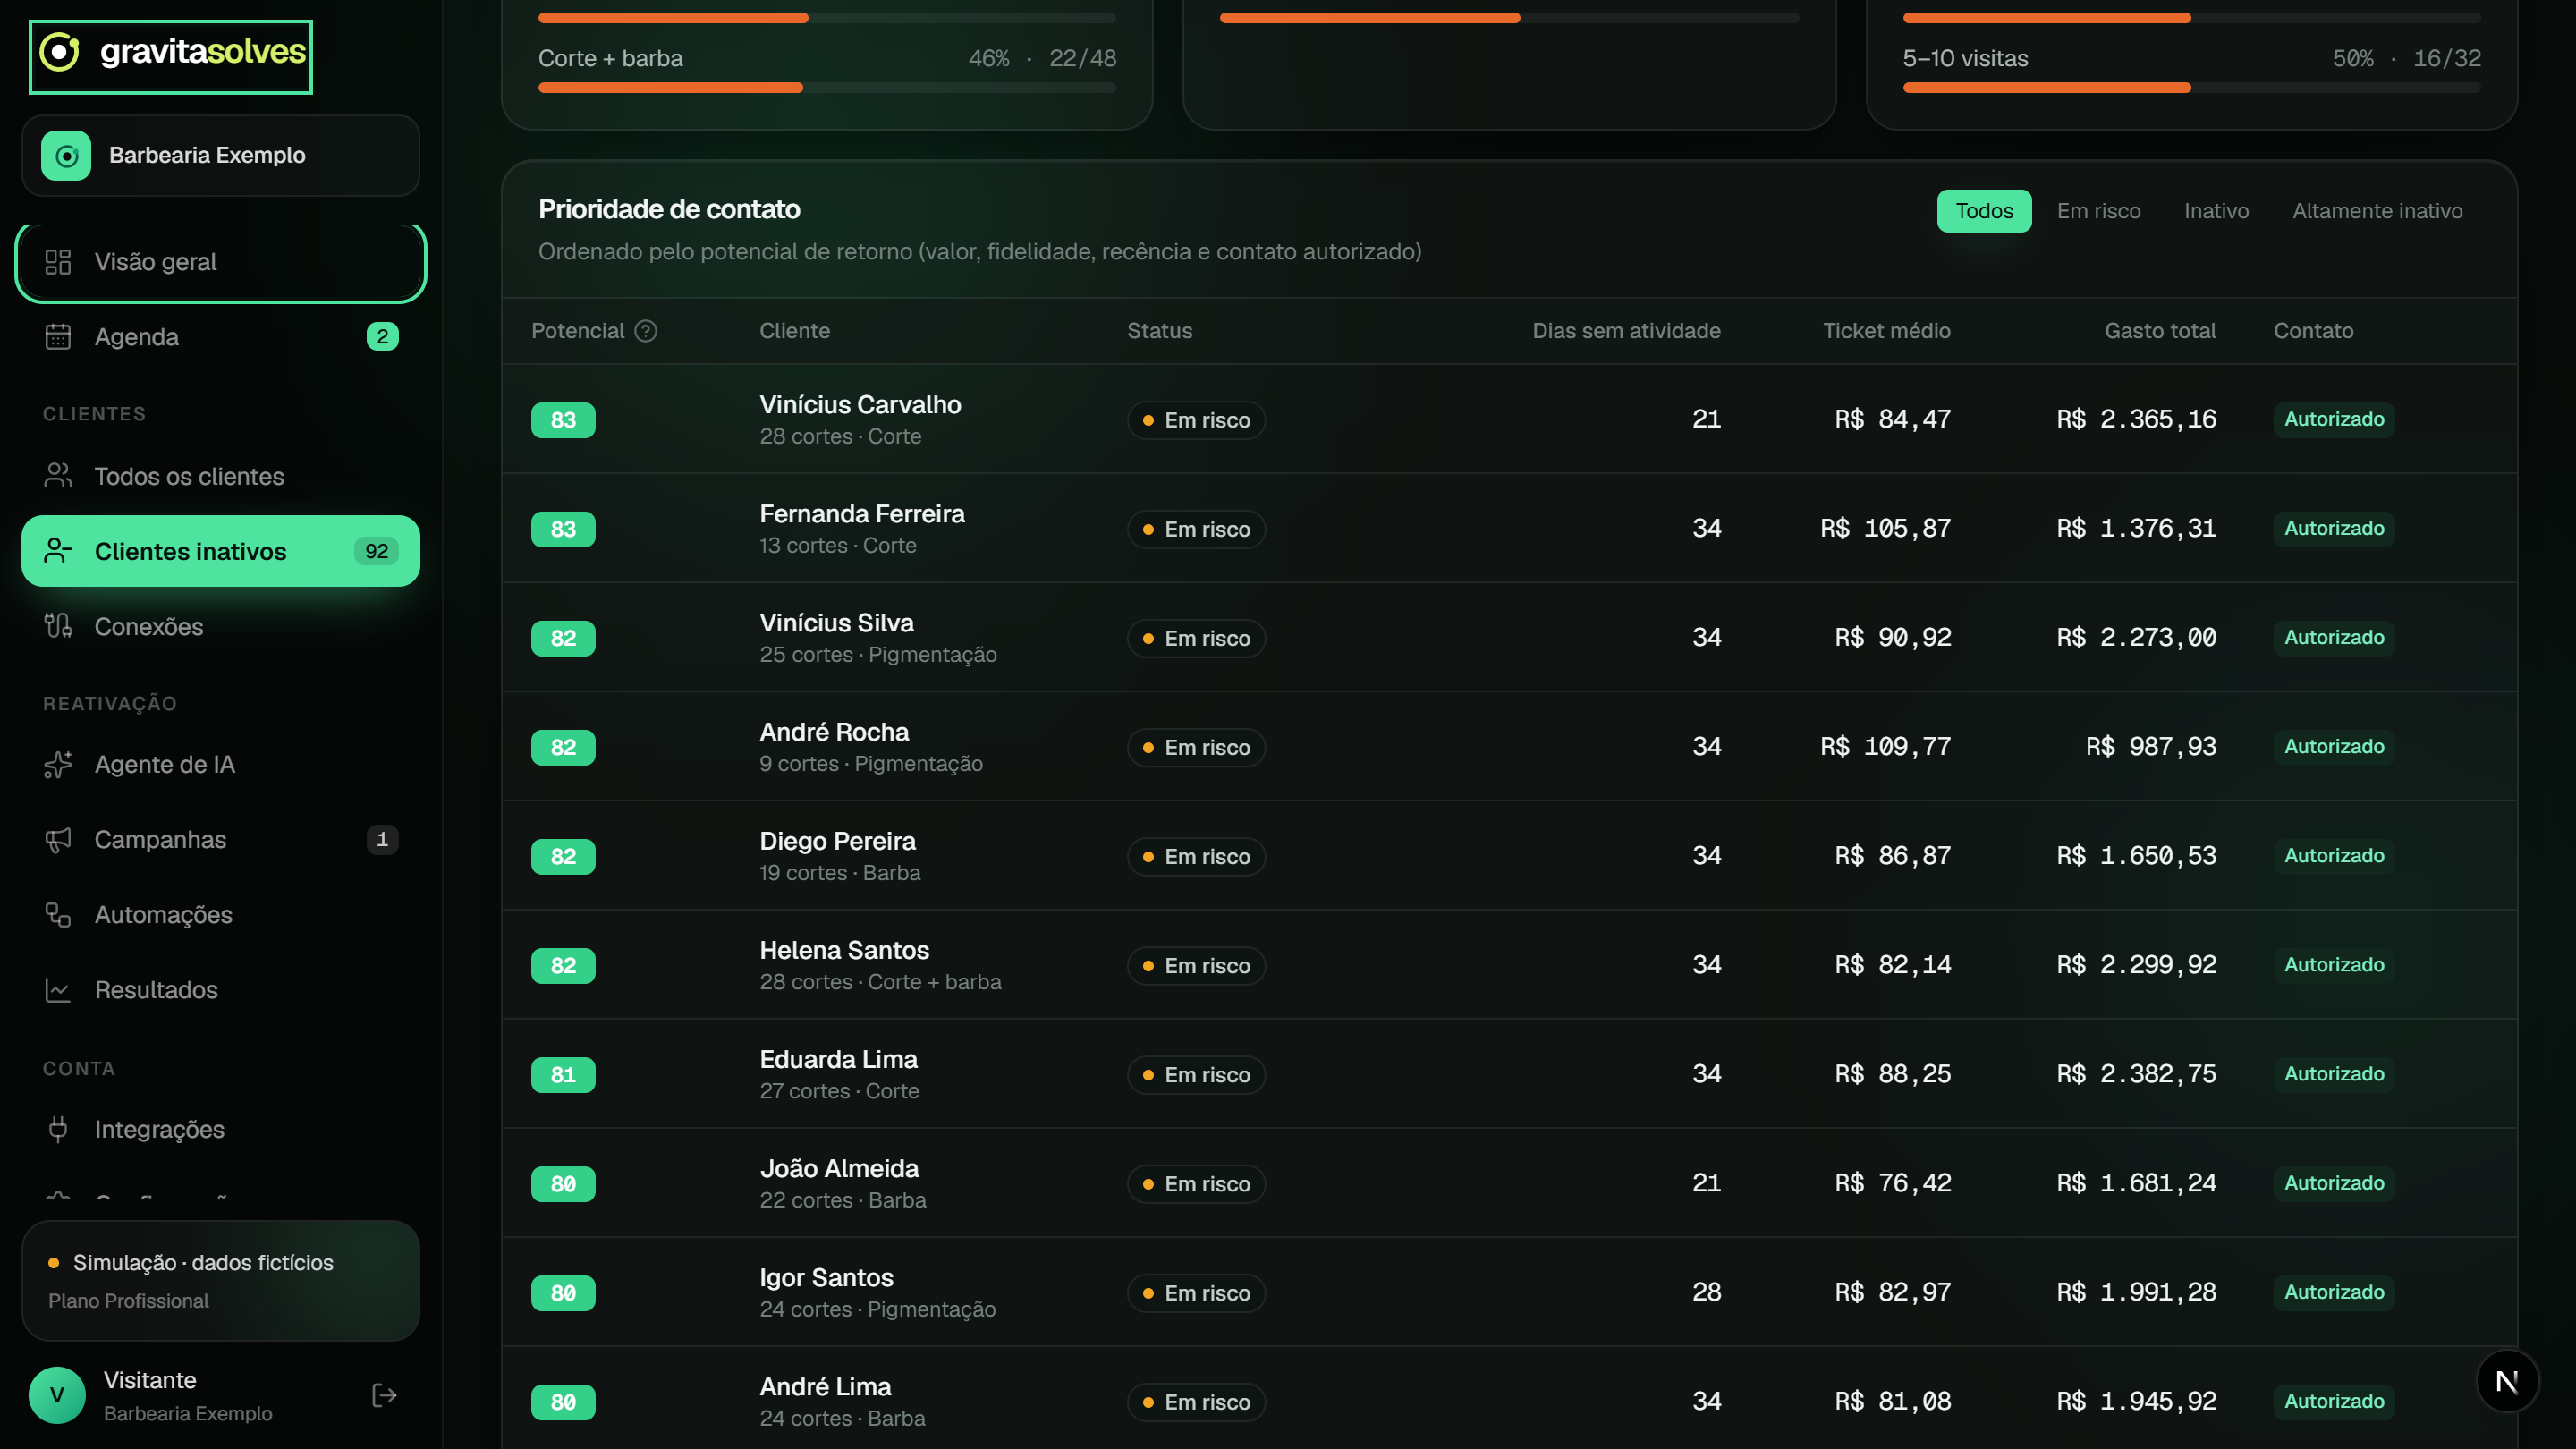 gravitasolves
Barbearia Exemplo
Visão geral
Agenda 2
CLIENTES
Todos os clientes
Clientes inativos 92
Conexões
REATIVAÇÃO
Agente de IA
Campanhas 1
Automações
Resultados
CONTA
Integrações
Simulação · dados fictícios
Plano Profissional
V
Visitante
Barbearia Exemplo
Corte + barba 46% · 22/48
5–10 visitas 50% · 16/32
Prioridade de contato
Ordenado pelo potencial de retorno (valor, fidelidade, recência e contato autorizado)
Todos Em risco Inativo Altamente inativo
Potencial ? Cliente Status Dias sem atividade Ticket médio Gasto total Contato
83 Vinícius Carvalho Em risco 21 R$ 84,47 R$ 2.365,16 Autorizado
28 cortes · Corte
83 Fernanda Ferreira Em risco 34 R$ 105,87 R$ 1.376,31 Autorizado
13 cortes · Corte
82 Vinícius Silva Em risco 34 R$ 90,92 R$ 2.273,00 Autorizado
25 cortes · Pigmentação
82 André Rocha Em risco 34 R$ 109,77 R$ 987,93 Autorizado
9 cortes · Pigmentação
82 Diego Pereira Em risco 34 R$ 86,87 R$ 1.650,53 Autorizado
19 cortes · Barba
82 Helena Santos Em risco 34 R$ 82,14 R$ 2.299,92 Autorizado
28 cortes · Corte + barba
81 Eduarda Lima Em risco 34 R$ 88,25 R$ 2.382,75 Autorizado
27 cortes · Corte
80 João Almeida Em risco 21 R$ 76,42 R$ 1.681,24 Autorizado
22 cortes · Barba
80 Igor Santos Em risco 28 R$ 82,97 R$ 1.991,28 Autorizado
24 cortes · Pigmentação
80 André Lima Em risco 34 R$ 81,08 R$ 1.945,92 Autorizado
24 cortes · Barba
N